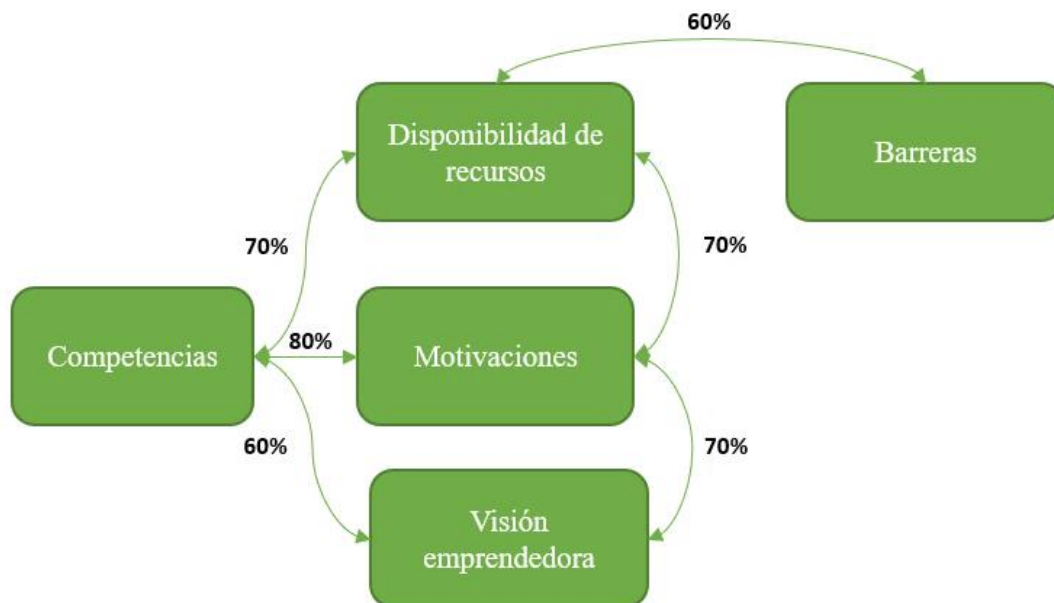 60%
Disponibilidad de
recursos
Barreras
70%
70%
Competencias
80%
Motivaciones
60%
70%
Visión
emprendedora